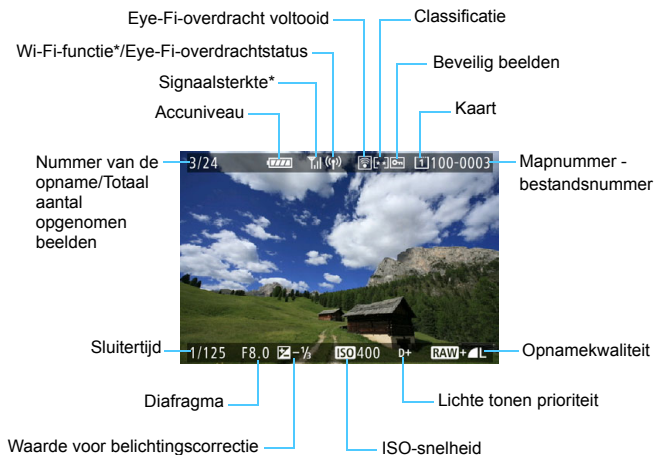 Eye-Fi-overdracht voltooid
Classificatie
Wi-Fi-functie*/Eye-Fi-overdrachtstatus
Beveilig beelden
Signaalsterkte*
Kaart
Accuniveau
Nummer van de
opname/Totaal
aantal
opgenomen
beelden
3/24
1 100-0003
Mapnummer -
bestandsnummer
Sluitertijd
1/125 F8.0 -⅓ ISO 400 D+ RAW+L
Opnamekwaliteit
Diafragma
Lichte tonen prioriteit
Waarde voor belichtingscorrectie
ISO-snelheid